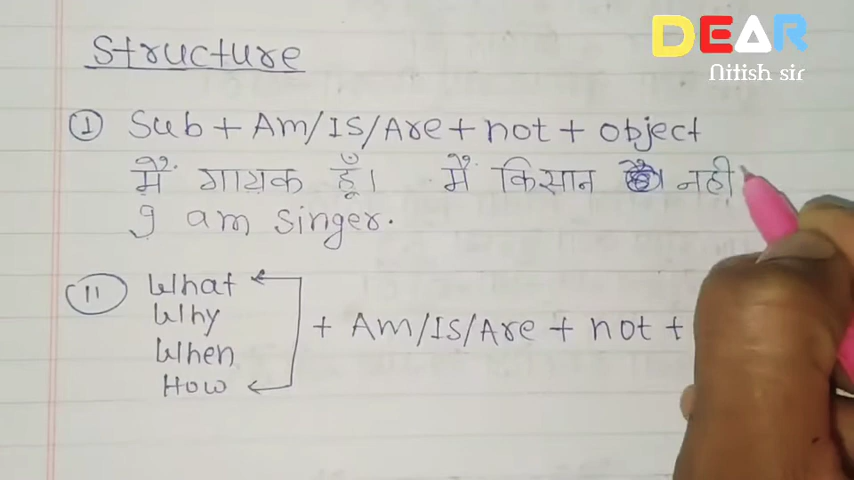 DEAR
Nitish sir
Structure
① Sub + Am/Is/Are + not + object
मैं गायक हूँ। मैं किसान नही
I am singer.
II What
Why
When
How
+ Am/Is/Are + not +